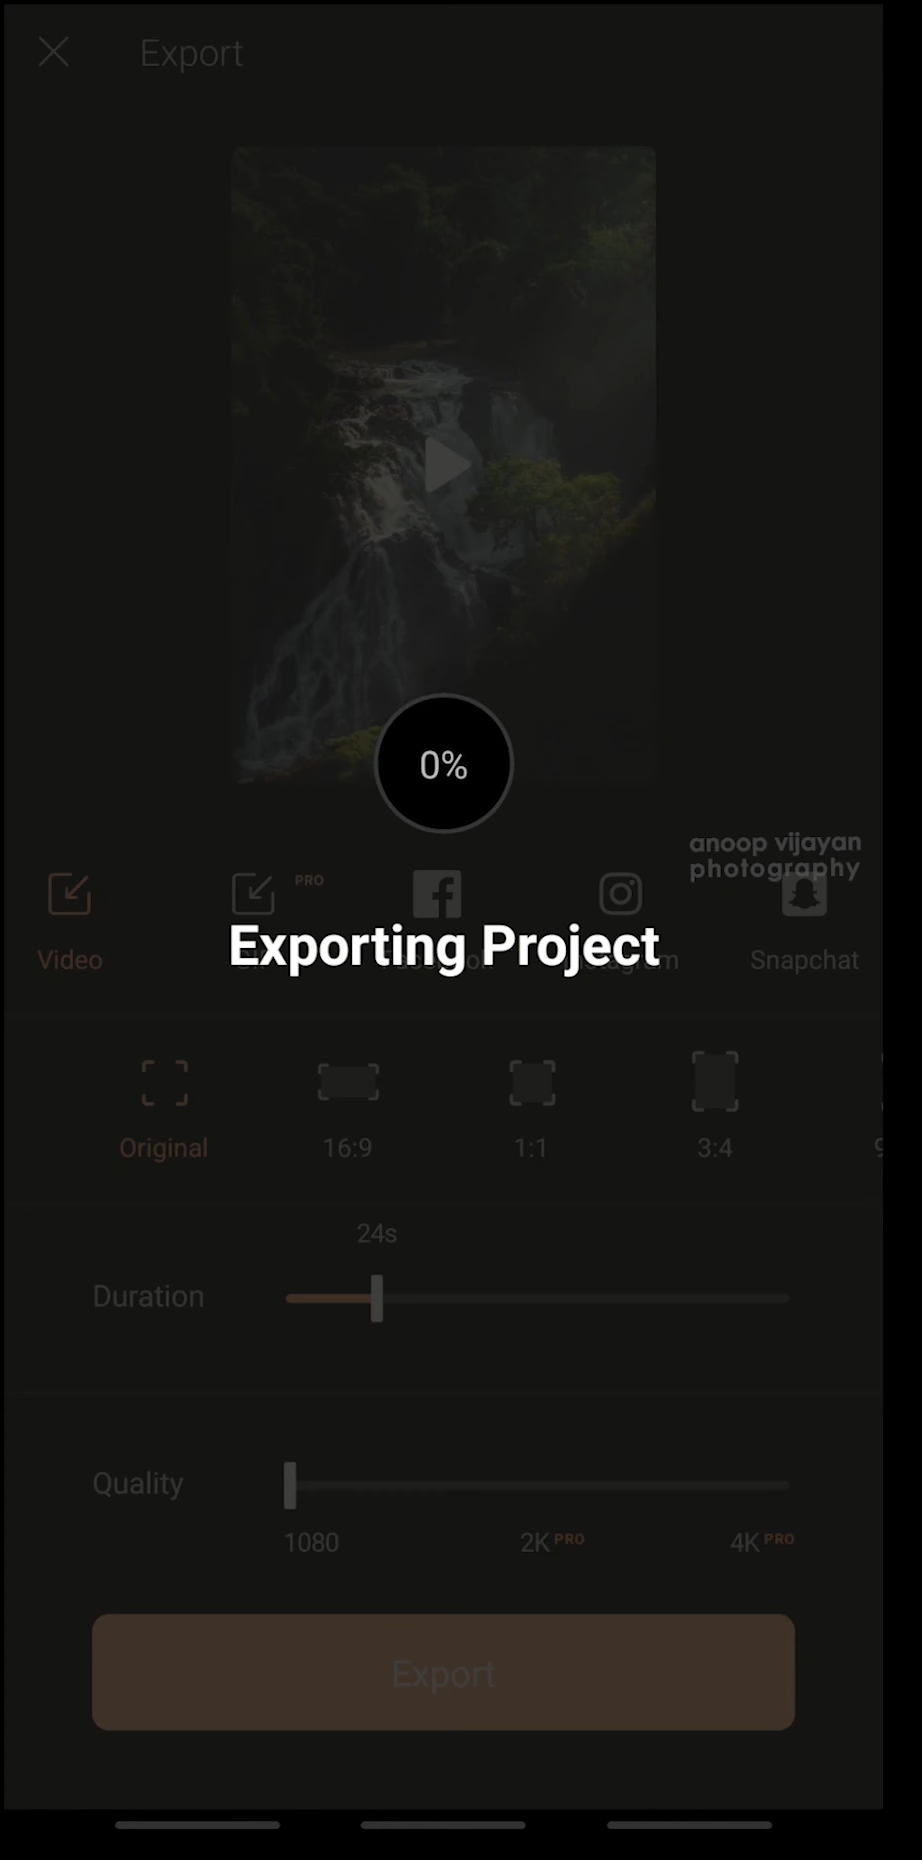 Export
0%
anoop vijayan
photography
PRO
Exporting Project
Video
Snapchat
Original
16:9
1:1
3:4
24s
Duration
Quality
1080
2K PRO
4K PRO
Export